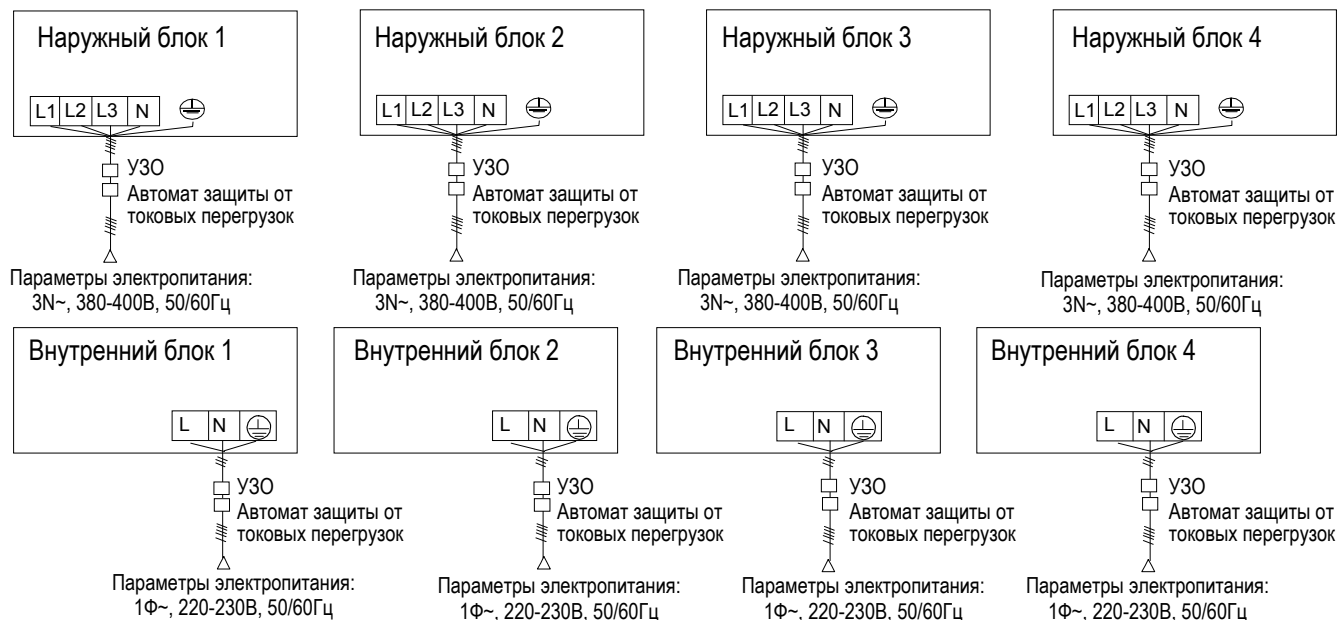 Наружный блок 1
L1 L2 L3 N
УЗО
Автомат защиты от
токовых перегрузок
Параметры электропитания:
3N~, 380-400В, 50/60Гц
Наружный блок 2
L1 L2 L3 N
УЗО
Автомат защиты от
токовых перегрузок
Параметры электропитания:
3N~, 380-400В, 50/60Гц
Наружный блок 3
L1 L2 L3 N
УЗО
Автомат защиты от
токовых перегрузок
Параметры электропитания:
3N~, 380-400В, 50/60Гц
Наружный блок 4
L1 L2 L3 N
УЗО
Автомат защиты от
токовых перегрузок
Параметры электропитания:
3N~, 380-400В, 50/60Гц
Внутренний блок 1
L N
УЗО
Автомат защиты от
токовых перегрузок
Параметры электропитания:
1Ф~, 220-230В, 50/60Гц
Внутренний блок 2
L N
УЗО
Автомат защиты от
токовых перегрузок
Параметры электропитания:
1Ф~, 220-230В, 50/60Гц
Внутренний блок 3
L N
УЗО
Автомат защиты от
токовых перегрузок
Параметры электропитания:
1Ф~, 220-230В, 50/60Гц
Внутренний блок 4
L N
УЗО
Автомат защиты от
токовых перегрузок
Параметры электропитания:
1Ф~, 220-230В, 50/60Гц